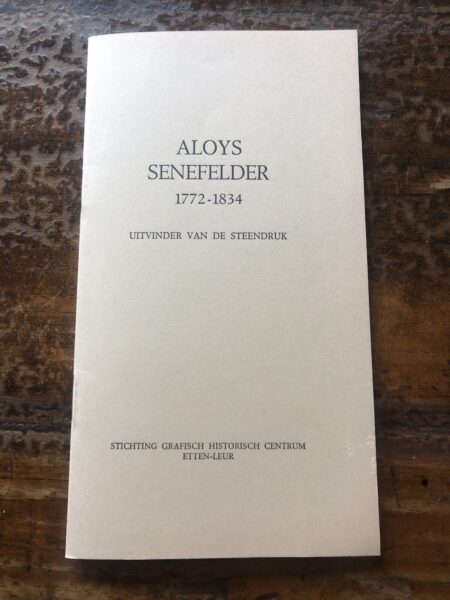 ALOYS
SENEFELDER
1772-1834
UITVINDER VAN DE STEENDRUK
STICHTING GRAFISCH HISTORISCH CENTRUM
ETTEN-LEUR